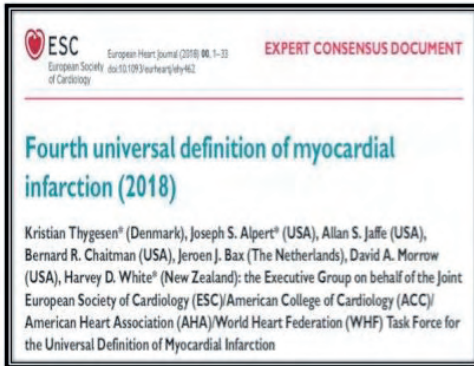 ESC
European Society
of Cardiology
European Heart Journal (2018) 00, 1–33
doi:10.1093/eurheartj/ehy462
EXPERT CONSENSUS DOCUMENT
Fourth universal definition of myocardial
infarction (2018)
Kristian Thygesen* (Denmark), Joseph S. Alpert* (USA), Allan S. Jaffe (USA),
Bernard R. Chaitman (USA), Jeroen J. Bax (The Netherlands), David A. Morrow
(USA), Harvey D. White* (New Zealand): the Executive Group on behalf of the Joint
European Society of Cardiology (ESC)/American College of Cardiology (ACC)/
American Heart Association (AHA)/World Heart Federation (WHF) Task Force for
the Universal Definition of Myocardial Infarction